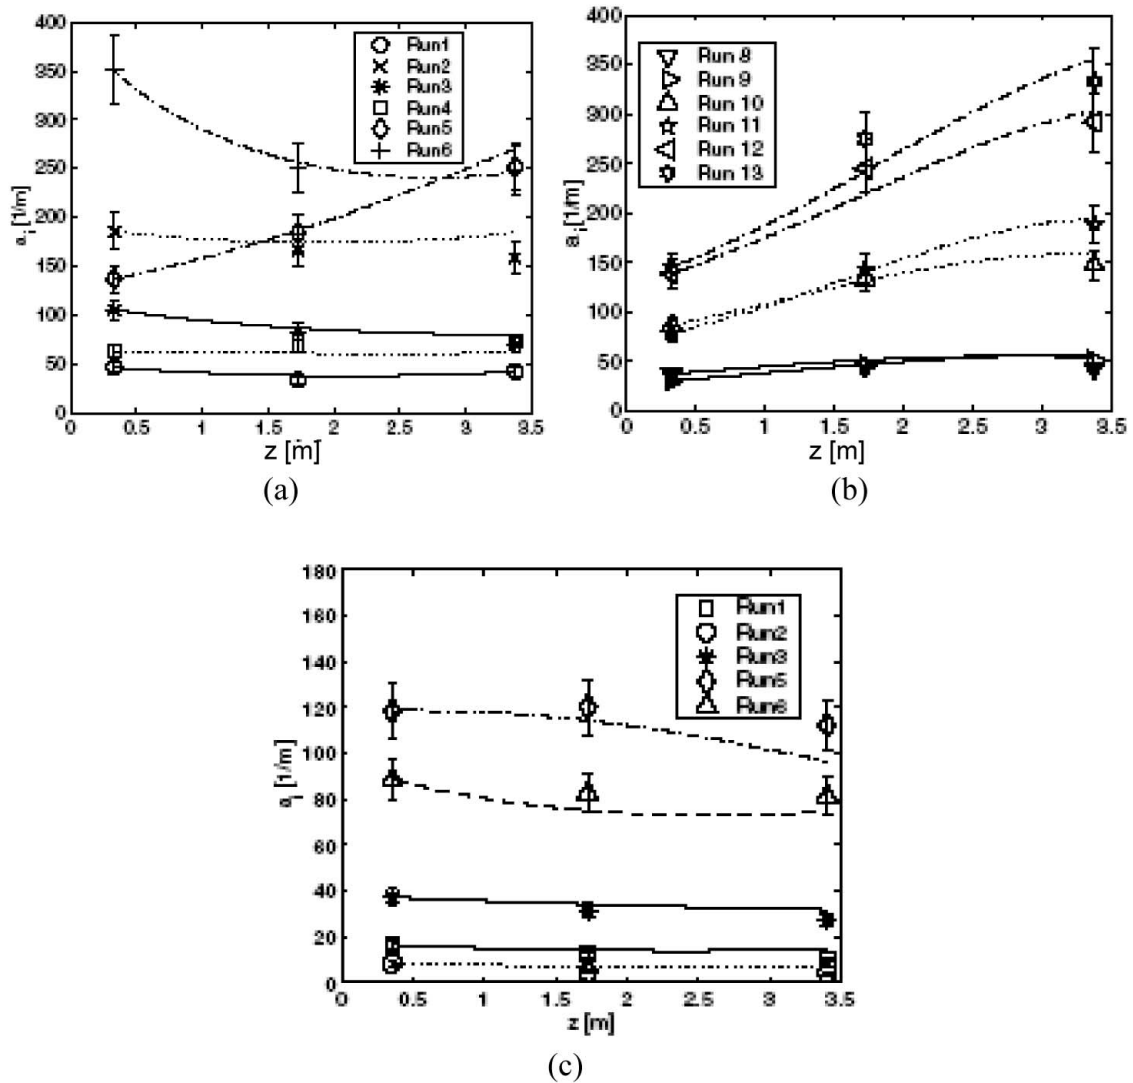 400
350
300
250
200
150
100
50
0
a_i [1/m]
Run1
Run2
Run3
Run4
Run5
Run6
0 0.5 1 1.5 2 2.5 3 3.5
z [m]
(a)
400
350
300
250
200
150
100
50
0
a_i [1/m]
Run 8
Run 9
Run 10
Run 11
Run 12
Run 13
0 0.5 1 1.5 2 2.5 3 3.5
z [m]
(b)
180
160
140
120
100
80
60
40
20
0
a_i [1/m]
Run1
Run2
Run3
Run5
Run6
0 0.5 1 1.5 2 2.5 3 3.5
z [m]
(c)